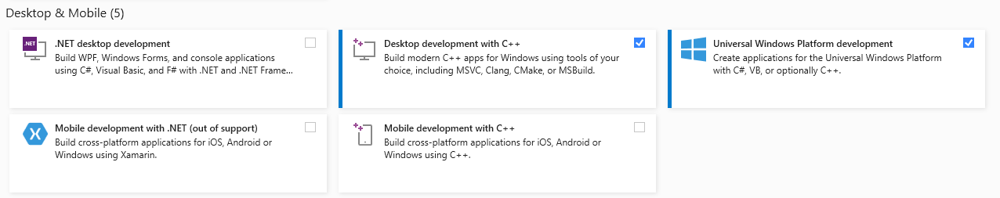 Desktop & Mobile (5)
.NET
.NET desktop development
Build WPF, Windows Forms, and console applications
using C#, Visual Basic, and F# with .NET and .NET Frame...
Desktop development with C++
Build modern C++ apps for Windows using tools of your
choice, including MSVC, Clang, CMake, or MSBuild.
Universal Windows Platform development
Create applications for the Universal Windows Platform
with C#, VB, or optionally C++.
Mobile development with .NET (out of support)
Build cross-platform applications for iOS, Android or
Windows using Xamarin.
Mobile development with C++
Build cross-platform applications for iOS, Android or
Windows using C++.